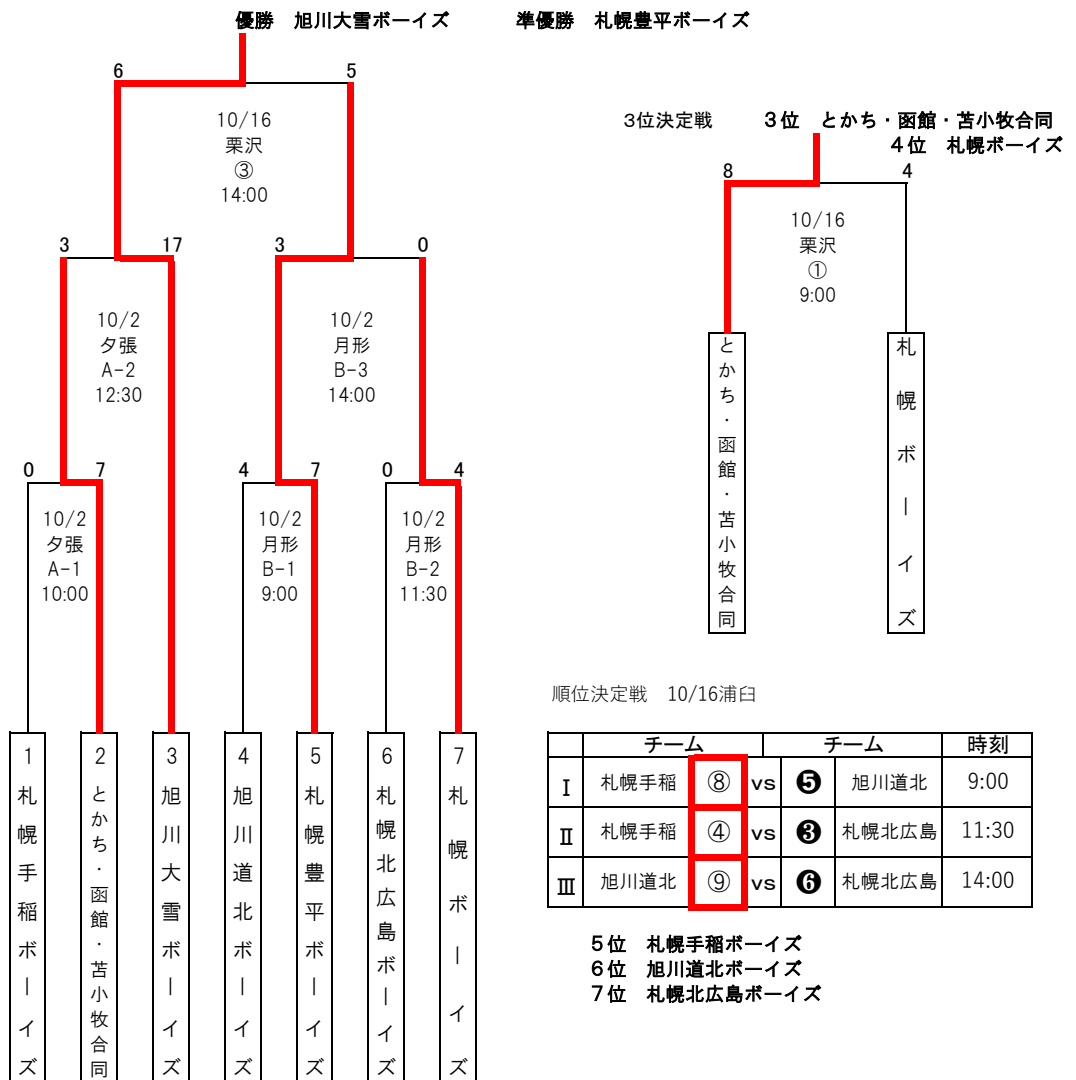 優勝　旭川大雪ボーイズ　　　準優勝　札幌豊平ボーイズ
6　5
10/16
栗沢
③
14:00
3　17　3　0
10/2
夕張
A-2
12:30
10/2
月形
B-3
14:00
0　7　4　7　0　4
10/2
夕張
A-1
10:00
10/2
月形
B-1
9:00
10/2
月形
B-2
11:30
1 札幌手稲ボーイズ
2 とかち・函館・苫小牧合同
3 旭川大雪ボーイズ
4 旭川道北ボーイズ
5 札幌豊平ボーイズ
6 札幌北広島ボーイズ
7 札幌ボーイズ
3位決定戦　　3位　とかち・函館・苫小牧合同
4位　札幌ボーイズ
8　4
10/16
栗沢
①
9:00
とかち・函館・苫小牧合同
札幌ボーイズ
順位決定戦　10/16浦臼
チーム　チーム　時刻
Ⅰ　札幌手稲　⑧　vs　❺　旭川道北　9:00
Ⅱ　札幌手稲　④　vs　❸　札幌北広島　11:30
Ⅲ　旭川道北　⑨　vs　❻　札幌北広島　14:00
5位　札幌手稲ボーイズ
6位　旭川道北ボーイズ
7位　札幌北広島ボーイズ